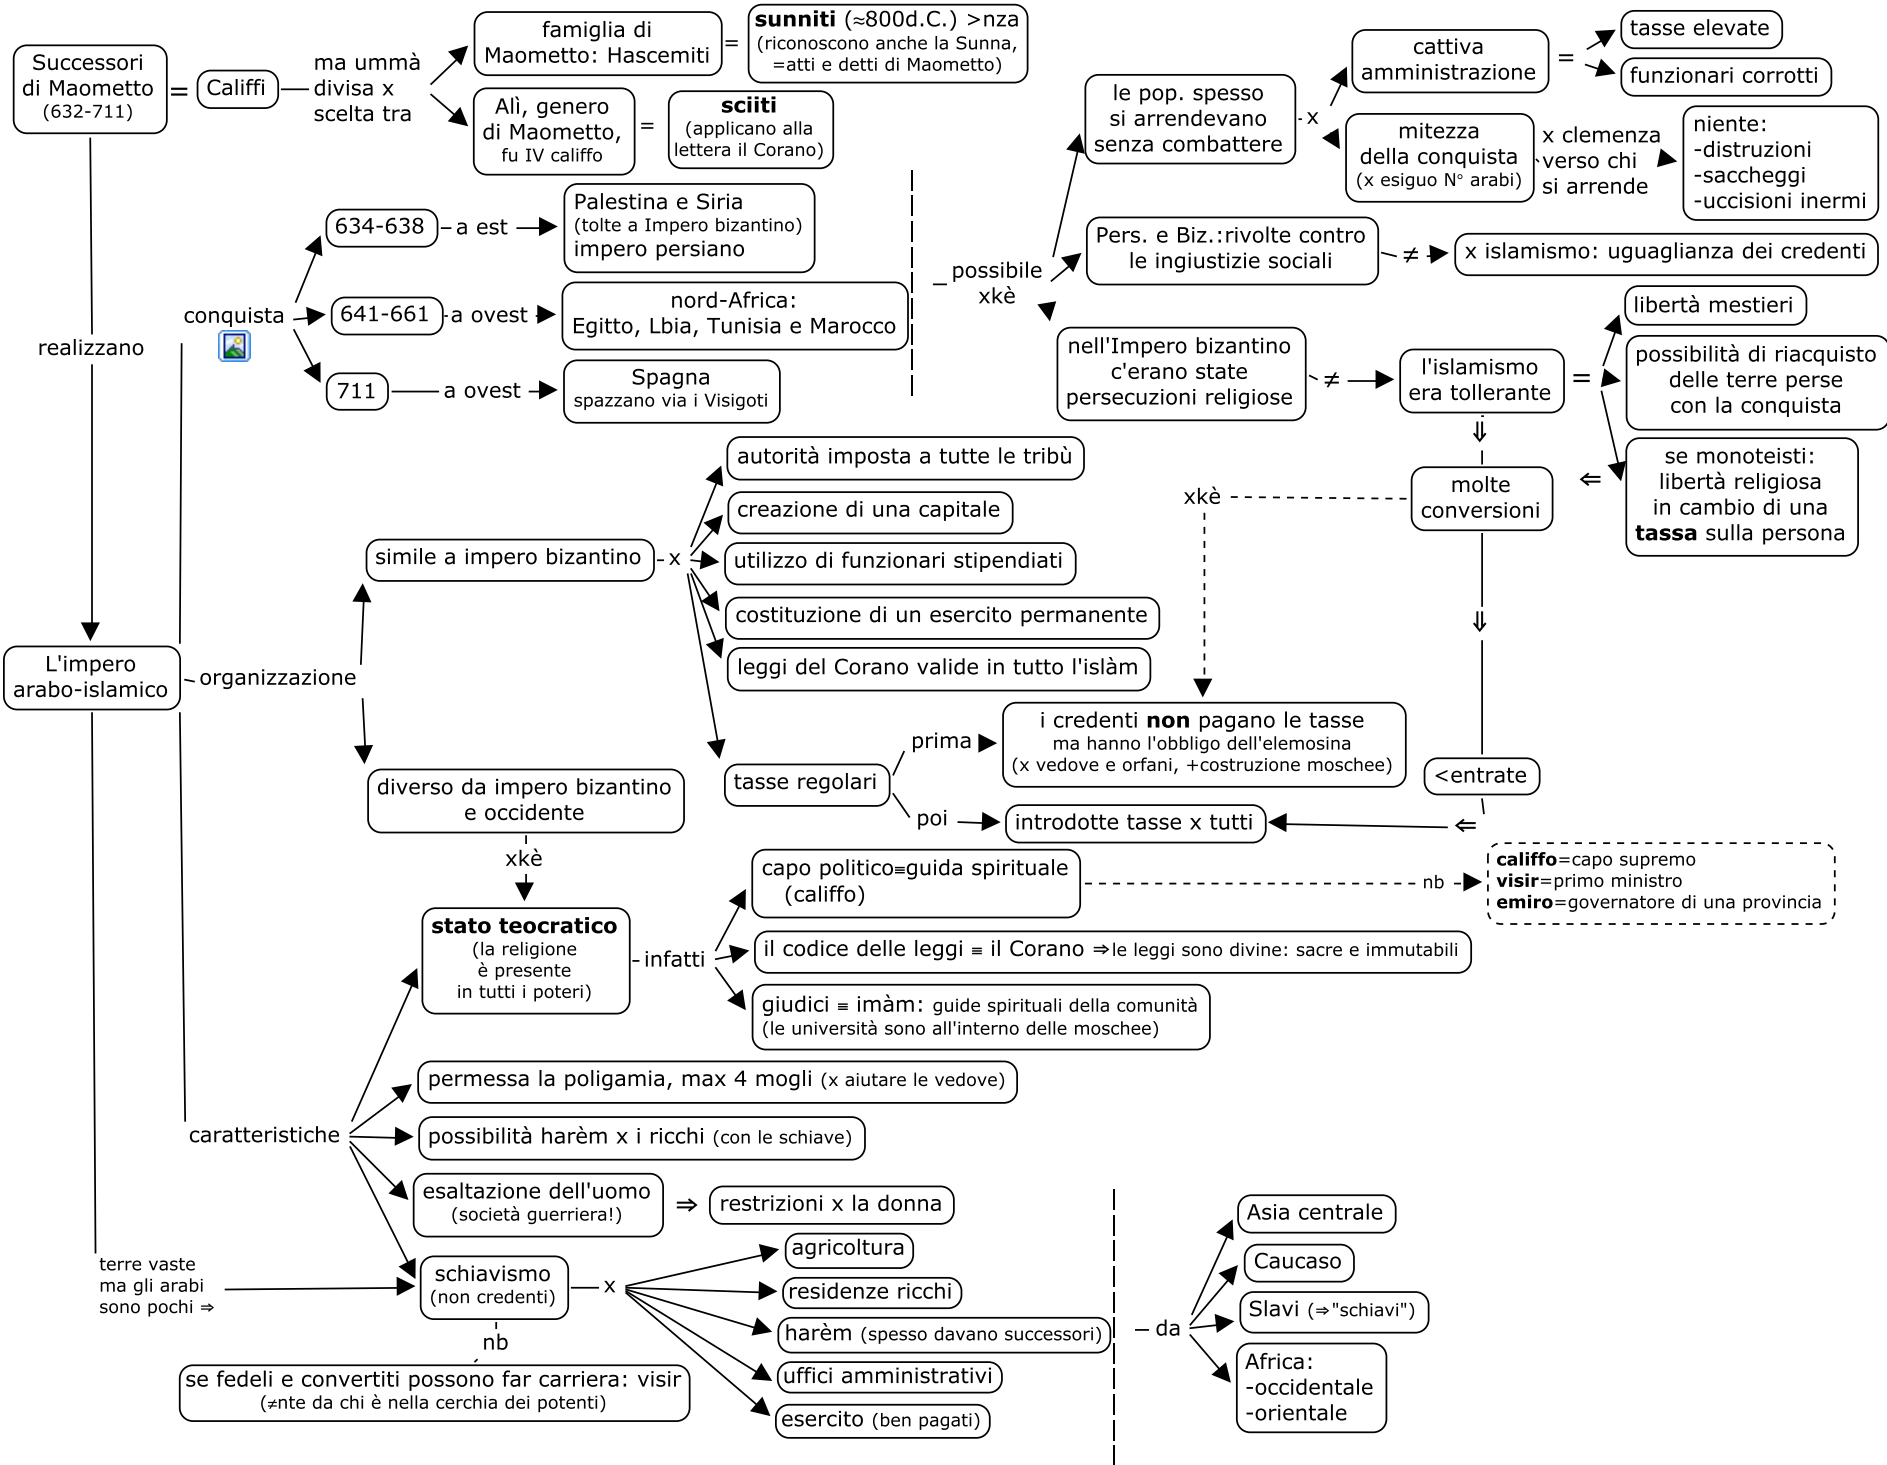 Successori
di Maometto
(632-711)
=
Califfi
ma ummà
divisa x
scelta tra
famiglia di
Maometto: Hascemiti
=
sunniti (≈800d.C.) >nza
(riconoscono anche la Sunna,
=atti e detti di Maometto)
Alì, genero
di Maometto,
fu IV califfo
=
sciiti
(applicano alla
lettera il Corano)
realizzano
conquista
634-638
a est
Palestina e Siria
(tolte a Impero bizantino)
impero persiano
641-661
a ovest
nord-Africa:
Egitto, Lbia, Tunisia e Marocco
711
a ovest
Spagna
spazzano via i Visigoti
possibile
xkè
le pop. spesso
si arrendevano
senza combattere
x
cattiva
amministrazione
=
tasse elevate
funzionari corrotti
mitezza
della conquista
(x esiguo N° arabi)
x clemenza
verso chi
si arrende
niente:
-distruzioni
-saccheggi
-uccisioni inermi
Pers. e Biz.:rivolte contro
le ingiustizie sociali
≠
x islamismo: uguaglianza dei credenti
nell'Impero bizantino
c'erano state
persecuzioni religiose
≠
l'islamismo
era tollerante
=
libertà mestieri
possibilità di riacquisto
delle terre perse
con la conquista
se monoteisti:
libertà religiosa
in cambio di una
tassa sulla persona
⇐
⇓
molte
conversioni
xkè
⇓
<entrate
⇐
L'impero
arabo-islamico
organizzazione
simile a impero bizantino
x
autorità imposta a tutte le tribù
creazione di una capitale
utilizzo di funzionari stipendiati
costituzione di un esercito permanente
leggi del Corano valide in tutto l'islàm
tasse regolari
prima
i credenti non pagano le tasse
ma hanno l'obbligo dell'elemosina
(x vedove e orfani, +costruzione moschee)
poi
introdotte tasse x tutti
diverso da impero bizantino
e occidente
xkè
stato teocratico
(la religione
è presente
in tutti i poteri)
infatti
capo politico≡guida spirituale
(califfo)
nb
califfo=capo supremo
visir=primo ministro
emiro=governatore di una provincia
il codice delle leggi ≡ il Corano ⇒le leggi sono divine: sacre e immutabili
giudici ≡ imàm: guide spirituali della comunità
(le università sono all'interno delle moschee)
caratteristiche
permessa la poligamia, max 4 mogli (x aiutare le vedove)
possibilità harèm x i ricchi (con le schiave)
esaltazione dell'uomo
(società guerriera!)
⇒
restrizioni x la donna
terre vaste
ma gli arabi
sono pochi ⇒
schiavismo
(non credenti)
x
agricoltura
residenze ricchi
harèm (spesso davano successori)
uffici amministrativi
esercito (ben pagati)
da
Asia centrale
Caucaso
Slavi (⇒"schiavi")
Africa:
-occidentale
-orientale
nb
se fedeli e convertiti possono far carriera: visir
(≠nte da chi è nella cerchia dei potenti)